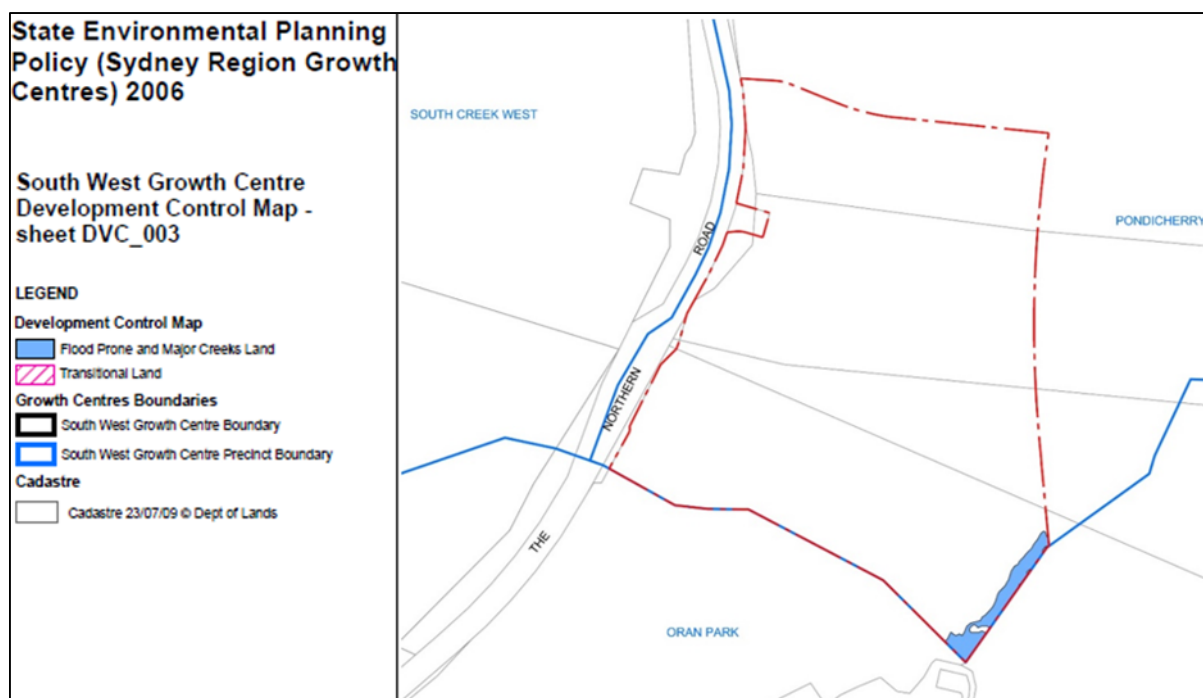 State Environmental Planning
Policy (Sydney Region Growth
Centres) 2006
South West Growth Centre
Development Control Map -
sheet DVC_003
LEGEND
Development Control Map
Flood Prone and Major Creeks Land
Transitional Land
Growth Centres Boundaries
South West Growth Centre Boundary
South West Growth Centre Precinct Boundary
Cadastre
Cadastre 23/07/09 © Dept of Lands
SOUTH CREEK WEST
PONDICHERRY
THE NORTHERN ROAD
ORAN PARK